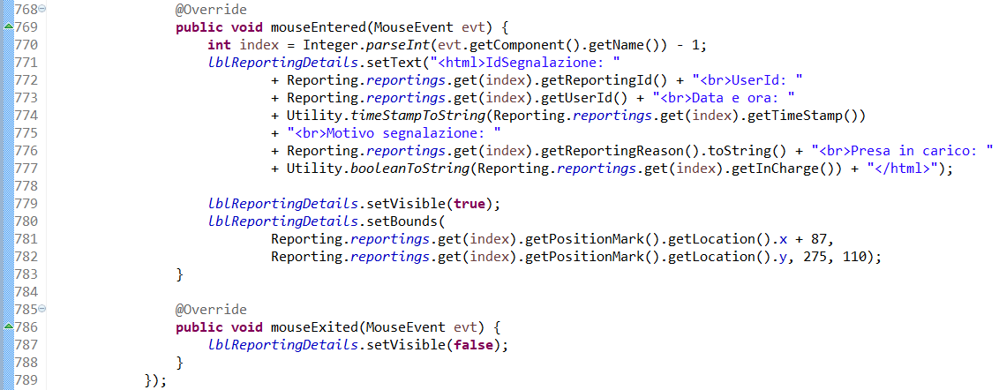 768 @Override
769 public void mouseEntered(MouseEvent evt) {
770 int index = Integer.parseInt(evt.getComponent().getName()) - 1;
771 lblReportingDetails.setText("<html>IdSegnalazione: "
772 + Reporting.reportings.get(index).getReportingId() + "<br>UserId: "
773 + Reporting.reportings.get(index).getUserId() + "<br>Data e ora: "
774 + Utility.timeStampToString(Reporting.reportings.get(index).getTimeStamp())
775 + "<br>Motivo segnalazione: "
776 + Reporting.reportings.get(index).getReportingReason().toString() + "<br>Presa in carico: "
777 + Utility.booleanToString(Reporting.reportings.get(index).getInCharge()) + "</html>");
778
779 lblReportingDetails.setVisible(true);
780 lblReportingDetails.setBounds(
781 Reporting.reportings.get(index).getPositionMark().getLocation().x + 87,
782 Reporting.reportings.get(index).getPositionMark().getLocation().y, 275, 110);
783 }
784
785 @Override
786 public void mouseExited(MouseEvent evt) {
787 lblReportingDetails.setVisible(false);
788 }
789 });